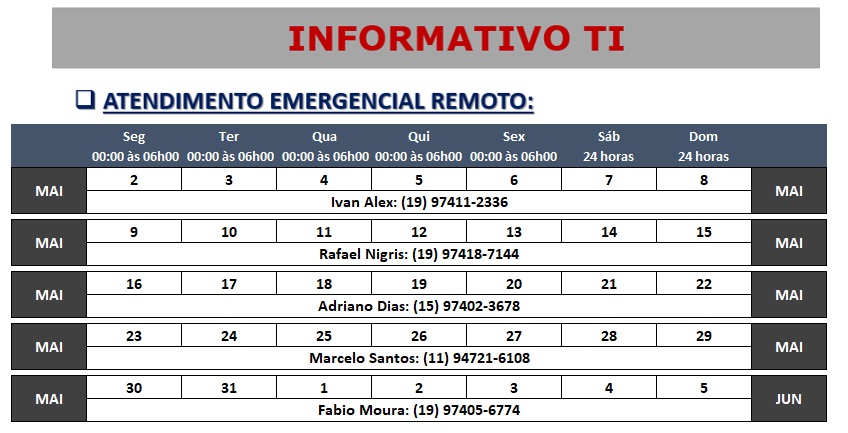 INFORMATIVO TI
ATENDIMENTO EMERGENCIAL REMOTO:
Seg Ter Qua Qui Sex Sáb Dom
00:00 às 06h00 00:00 às 06h00 00:00 às 06h00 00:00 às 06h00 00:00 às 06h00 24 horas 24 horas
MAI 2 3 4 5 6 7 8 MAI
Ivan Alex: (19) 97411-2336
MAI 9 10 11 12 13 14 15 MAI
Rafael Nigris: (19) 97418-7144
MAI 16 17 18 19 20 21 22 MAI
Adriano Dias: (15) 97402-3678
MAI 23 24 25 26 27 28 29 MAI
Marcelo Santos: (11) 94721-6108
MAI 30 31 1 2 3 4 5 JUN
Fabio Moura: (19) 97405-6774